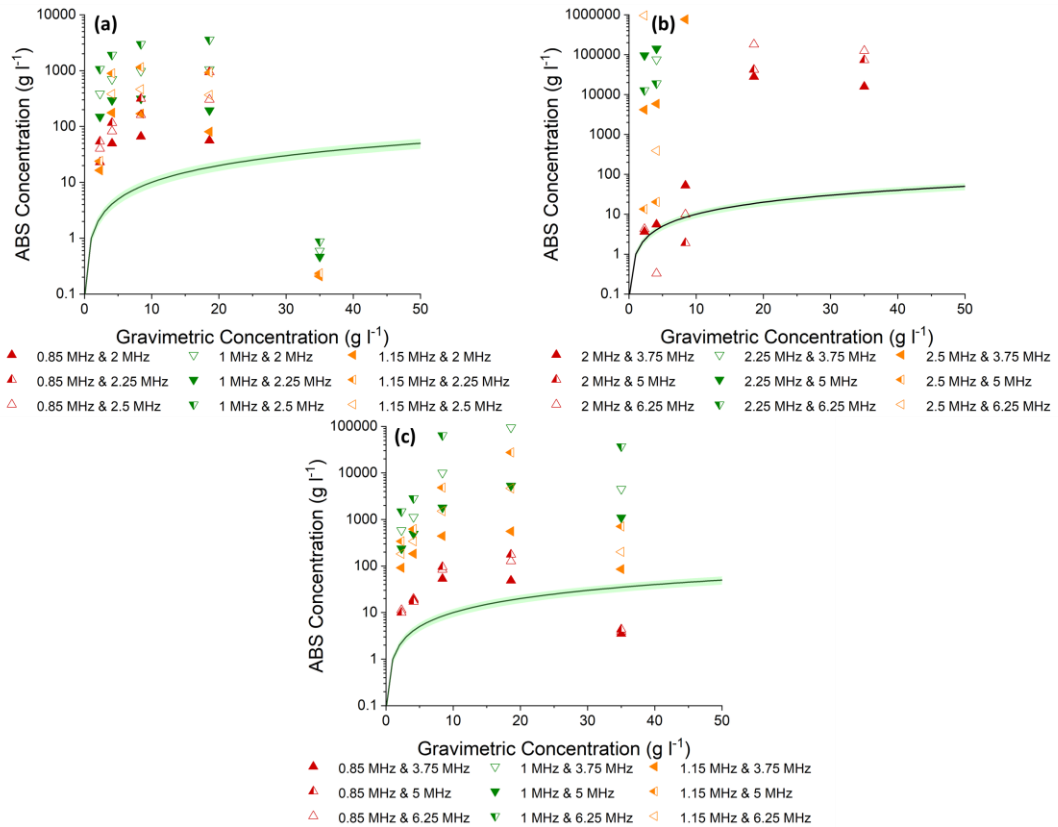 (a)
10000
1000
100
10
1
0.1
ABS Concentration (g l-1)
0 10 20 30 40 50
Gravimetric Concentration (g l-1)
0.85 MHz & 2 MHz 1 MHz & 2 MHz 1.15 MHz & 2 MHz
0.85 MHz & 2.25 MHz 1 MHz & 2.25 MHz 1.15 MHz & 2.25 MHz
0.85 MHz & 2.5 MHz 1 MHz & 2.5 MHz 1.15 MHz & 2.5 MHz
(b)
1000000
100000
10000
1000
100
10
1
0.1
ABS Concentration (g l-1)
0 10 20 30 40 50
Gravimetric Concentration (g l-1)
2 MHz & 3.75 MHz 2.25 MHz & 3.75 MHz 2.5 MHz & 3.75 MHz
2 MHz & 5 MHz 2.25 MHz & 5 MHz 2.5 MHz & 5 MHz
2 MHz & 6.25 MHz 2.25 MHz & 6.25 MHz 2.5 MHz & 6.25 MHz
(c)
100000
10000
1000
100
10
1
0.1
ABS Concentration (g l-1)
0 10 20 30 40 50
Gravimetric Concentration (g l-1)
0.85 MHz & 3.75 MHz 1 MHz & 3.75 MHz 1.15 MHz & 3.75 MHz
0.85 MHz & 5 MHz 1 MHz & 5 MHz 1.15 MHz & 5 MHz
0.85 MHz & 6.25 MHz 1 MHz & 6.25 MHz 1.15 MHz & 6.25 MHz